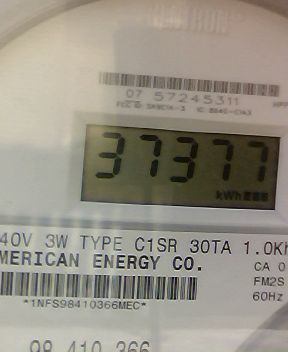 07 57245311
37377
kWh
40V 3W TYPE C1SR 30TA 1.0Kh
MERICAN ENERGY CO.
CA 0
FM2S
60Hz
*1NFS98410366MEC*
98 410 366